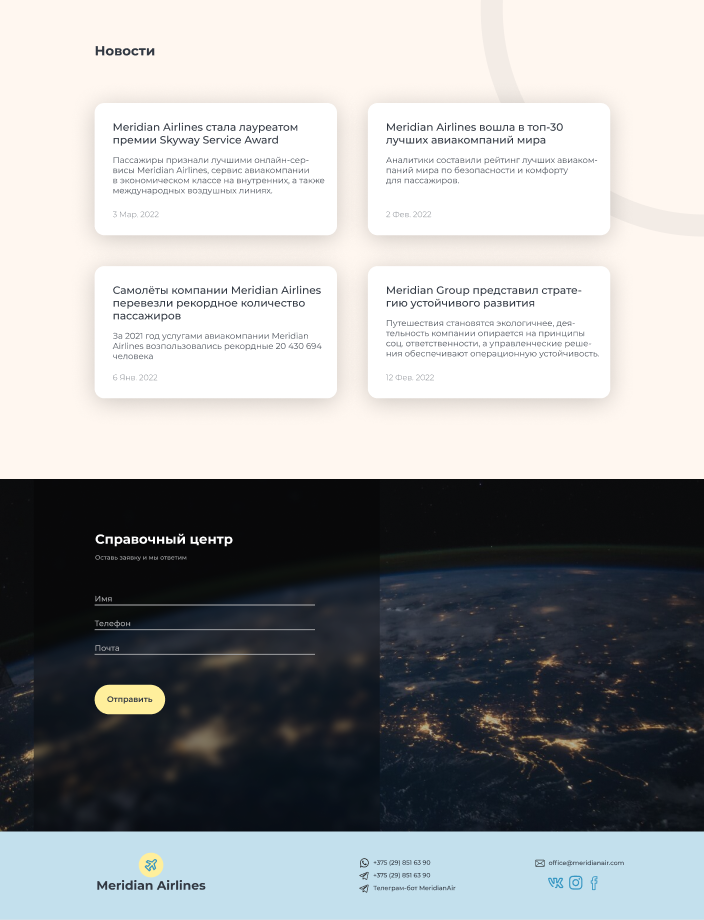 Новости
Meridian Airlines стала лауреатом
премии Skyway Service Award
Пассажиры признали лучшими онлайн-сер-
висы Meridian Airlines, сервис авиакомпании
в экономическом классе на внутренних, а также
международных воздушных линиях.
3 Мар. 2022
Meridian Airlines вошла в топ-30
лучших авиакомпаний мира
Аналитики составили рейтинг лучших авиаком-
паний мира по безопасности и комфорту
для пассажиров.
2 Фев. 2022
Самолёты компании Meridian Airlines
перевезли рекордное количество
пассажиров
За 2021 год услугами авиакомпании Meridian
Airlines возпользовались рекордные 20 430 694
человека
6 Янв. 2022
Meridian Group представил страте-
гию устойчивого развития
Путешествия становятся экологичнее, дея-
тельность компании опирается на принципы
соц. ответственности, а управленческие реше-
ния обеспечивают операционную устойчивость.
12 Фев. 2022
Справочный центр
Оставь заявку и мы ответим
Имя
Телефон
Почта
Отправить
Meridian Airlines
+375 (29) 851 63 90
+375 (29) 851 63 90
Телеграм-бот MeridianAir
office@meridianair.com